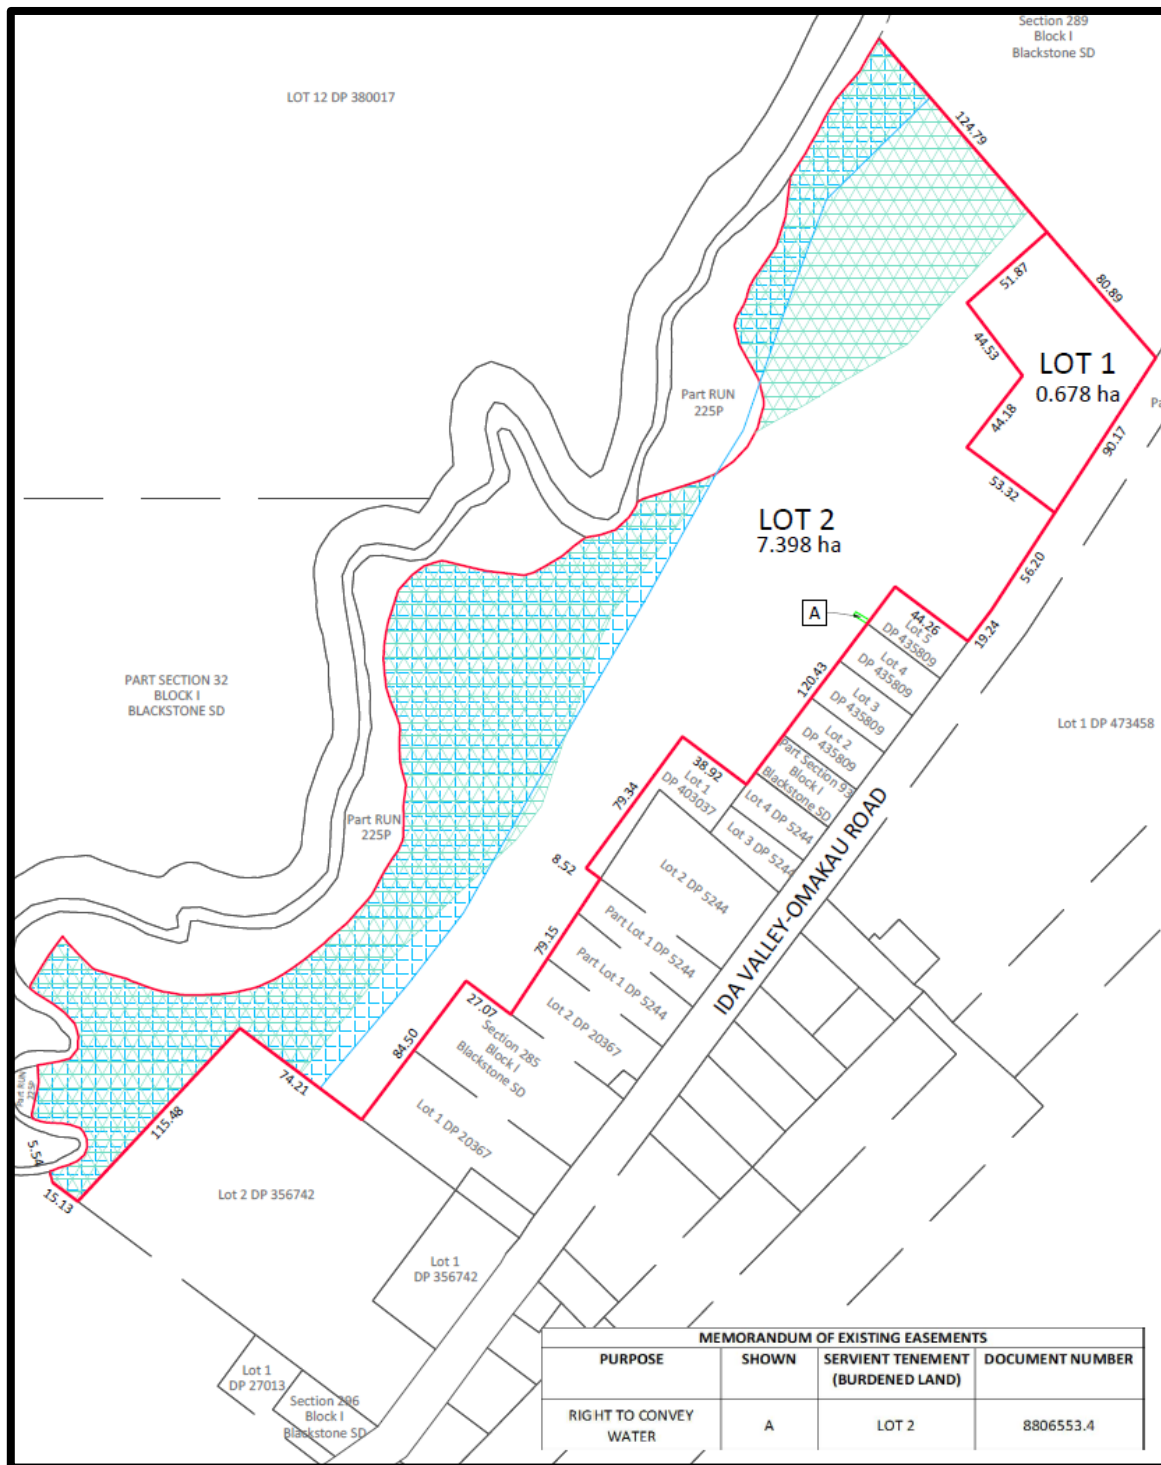 Section 289
Block I
Blackstone SD
LOT 12 DP 380017
124.79
51.87
80.89
44.53
LOT 1
0.678 ha
Part RUN
225P
44.18
90.17
53.32
LOT 2
7.398 ha
56.20
A
44.26
Lot 5
DP 435809
19.24
Lot 4
DP 435809
120.43
Lot 3
DP 435809
Lot 2
DP 435809
PART SECTION 32
BLOCK I
BLACKSTONE SD
Lot 1 DP 473458
Part Section 93
Block I
Blackstone SD
38.92
Lot 1
DP 403037
79.34
Lot 4 DP 5244
Lot 3 DP 5244
Part RUN
225P
8.52
Lot 2 DP 5244
IDA VALLEY-OMAKAU ROAD
Part Lot 1 DP 5244
79.15
Part Lot 1 DP 5244
27.07
Lot 2 DP 20367
Section 285
Block I
Blackstone SD
84.50
74.21
Part RUN
225P
115.48
Lot 1 DP 20367
5.54
15.13
Lot 2 DP 356742
Lot 1
DP 356742
Lot 1
DP 27013
Section 296
Block I
Blackstone SD
MEMORANDUM OF EXISTING EASEMENTS
PURPOSE SHOWN SERVIENT TENEMENT (BURDENED LAND) DOCUMENT NUMBER
RIGHT TO CONVEY WATER A LOT 2 8806553.4